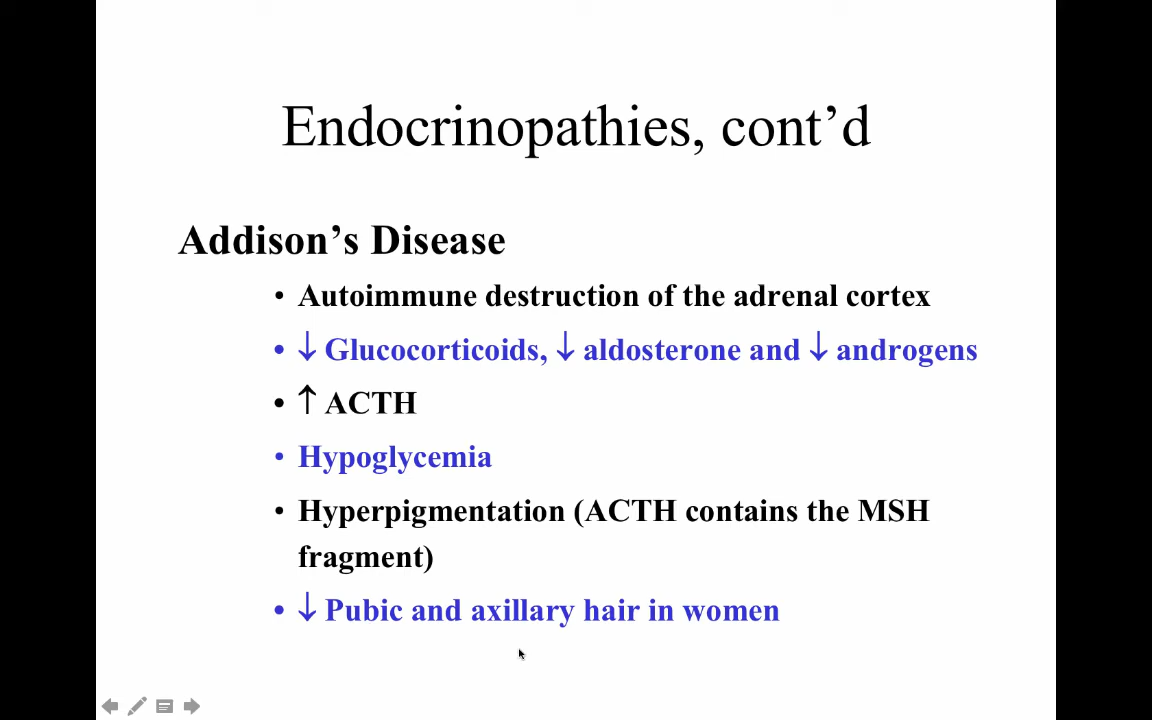 Endocrinopathies, cont’d
Addison’s Disease
• Autoimmune destruction of the adrenal cortex
• ↓ Glucocorticoids, ↓ aldosterone and ↓ androgens
• ↑ ACTH
• Hypoglycemia
• Hyperpigmentation (ACTH contains the MSH
fragment)
• ↓ Pubic and axillary hair in women